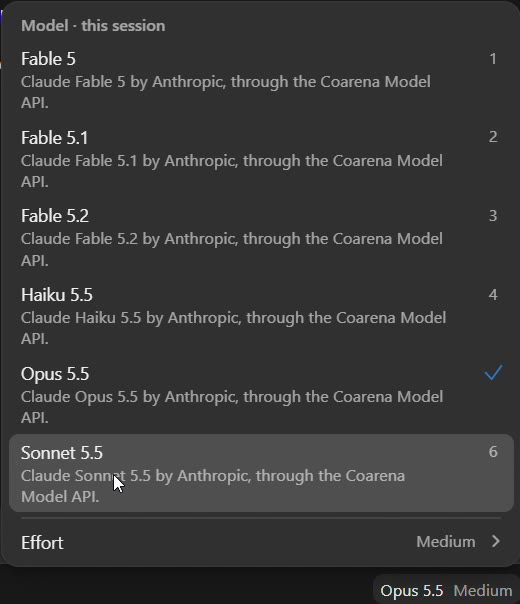 Model · this session
Fable 5 1
Claude Fable 5 by Anthropic, through the Coarena Model
API.
Fable 5.1 2
Claude Fable 5.1 by Anthropic, through the Coarena Model
API.
Fable 5.2 3
Claude Fable 5.2 by Anthropic, through the Coarena Model
API.
Haiku 5.5 4
Claude Haiku 5.5 by Anthropic, through the Coarena Model
API.
Opus 5.5
Claude Opus 5.5 by Anthropic, through the Coarena Model
API.
Sonnet 5.5 6
Claude Sonnet 5.5 by Anthropic, through the Coarena
Model API.
Effort Medium
Opus 5.5 Medium